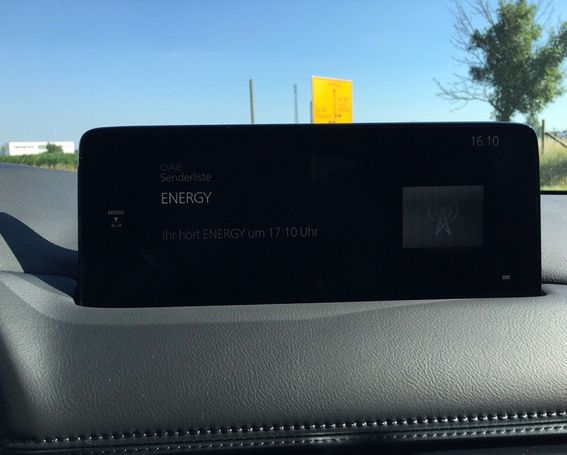 16:10
DAB
Senderliste
ENERGY
MENU
Ihr hört ENERGY um 17:10 Uhr